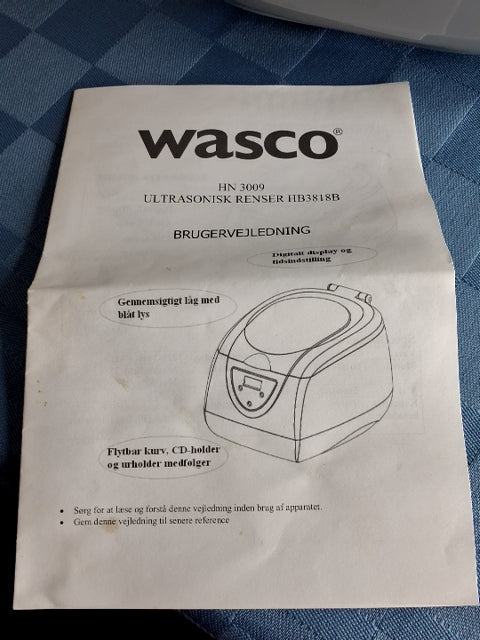 wasco®
HN 3009
ULTRASONISK RENSER HB3818B
BRUGERVEJLEDNING
Digitalt display og
tidsindstilling
Gennemsigtigt låg med
blåt lys
Flytbar kurv, CD-holder
og urholder medfølger
• Sørg for at læse og forstå denne vejledning inden brug af apparatet.
• Gem denne vejledning til senere reference